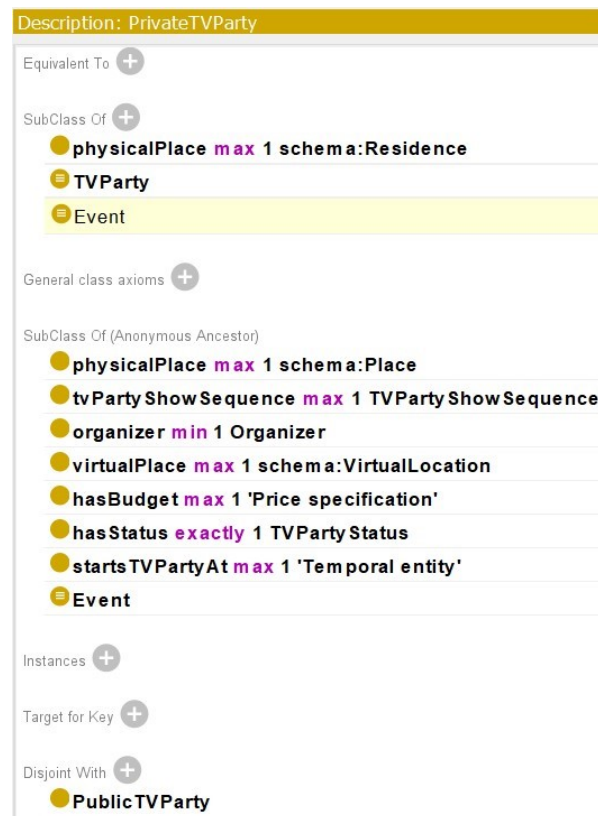 Description: PrivateTVParty
Equivalent To
SubClass Of
physicalPlace max 1 schema:Residence
TVParty
Event
General class axioms
SubClass Of (Anonymous Ancestor)
physicalPlace max 1 schema:Place
tvPartyShowSequence max 1 TVPartyShowSequence
organizer min 1 Organizer
virtualPlace max 1 schema:VirtualLocation
hasBudget max 1 'Price specification'
hasStatus exactly 1 TVPartyStatus
startsTVPartyAt max 1 'Temporal entity'
Event
Instances
Target for Key
Disjoint With
PublicTVParty